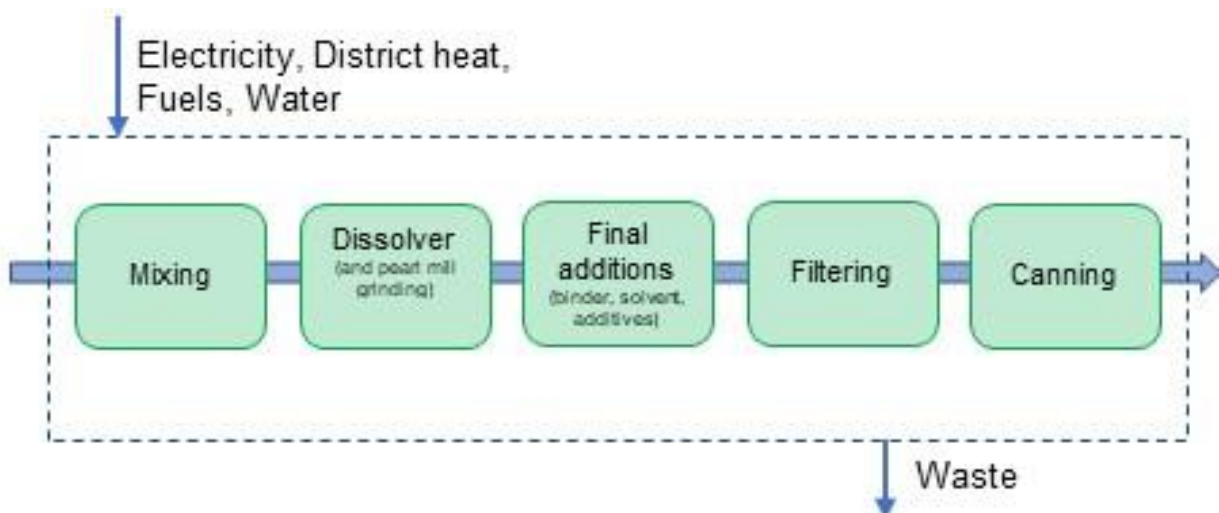 Electricity, District heat,
Fuels, Water
Mixing
Dissolver
(and pearl mill
grinding)
Final
additions
(binder, solvent,
additives)
Filtering
Canning
Waste